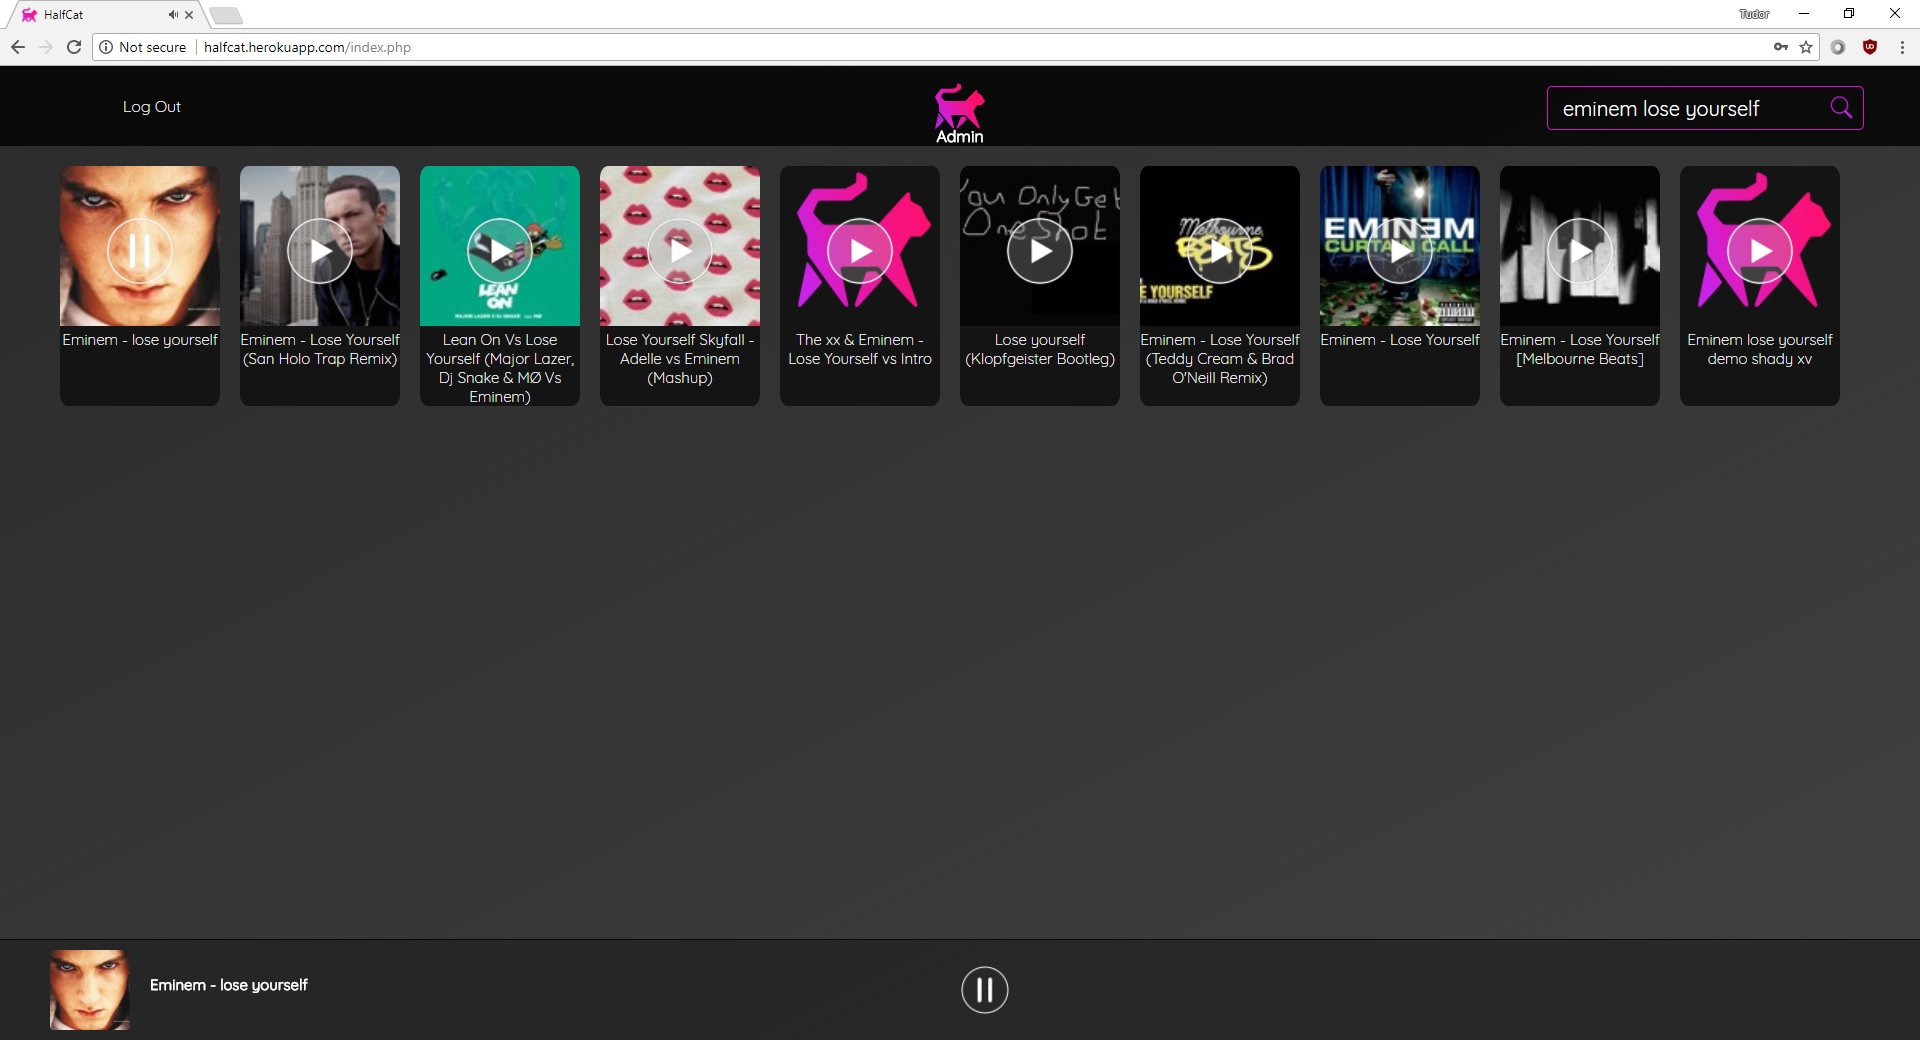 HalfCat
Tudor
Not secure
halfcat.herokuapp.com/index.php
Log Out
Admin
eminem lose yourself
You Only Get
One Shot
Melbourne
BEATS
E YOURSELF
EMINEM
CURTAIN CALL
LEAN
ON
Eminem - lose yourself
Eminem - Lose Yourself
(San Holo Trap Remix)
Lean On Vs Lose
Yourself (Major Lazer,
Dj Snake & MØ Vs
Eminem)
Lose Yourself Skyfall -
Adelle vs Eminem
(Mashup)
The xx & Eminem -
Lose Yourself vs Intro
Lose yourself
(Klopfgeister Bootleg)
Eminem - Lose Yourself
(Teddy Cream & Brad
O'Neill Remix)
Eminem - Lose Yourself
Eminem - Lose Yourself
[Melbourne Beats]
Eminem lose yourself
demo shady xv
Eminem - lose yourself